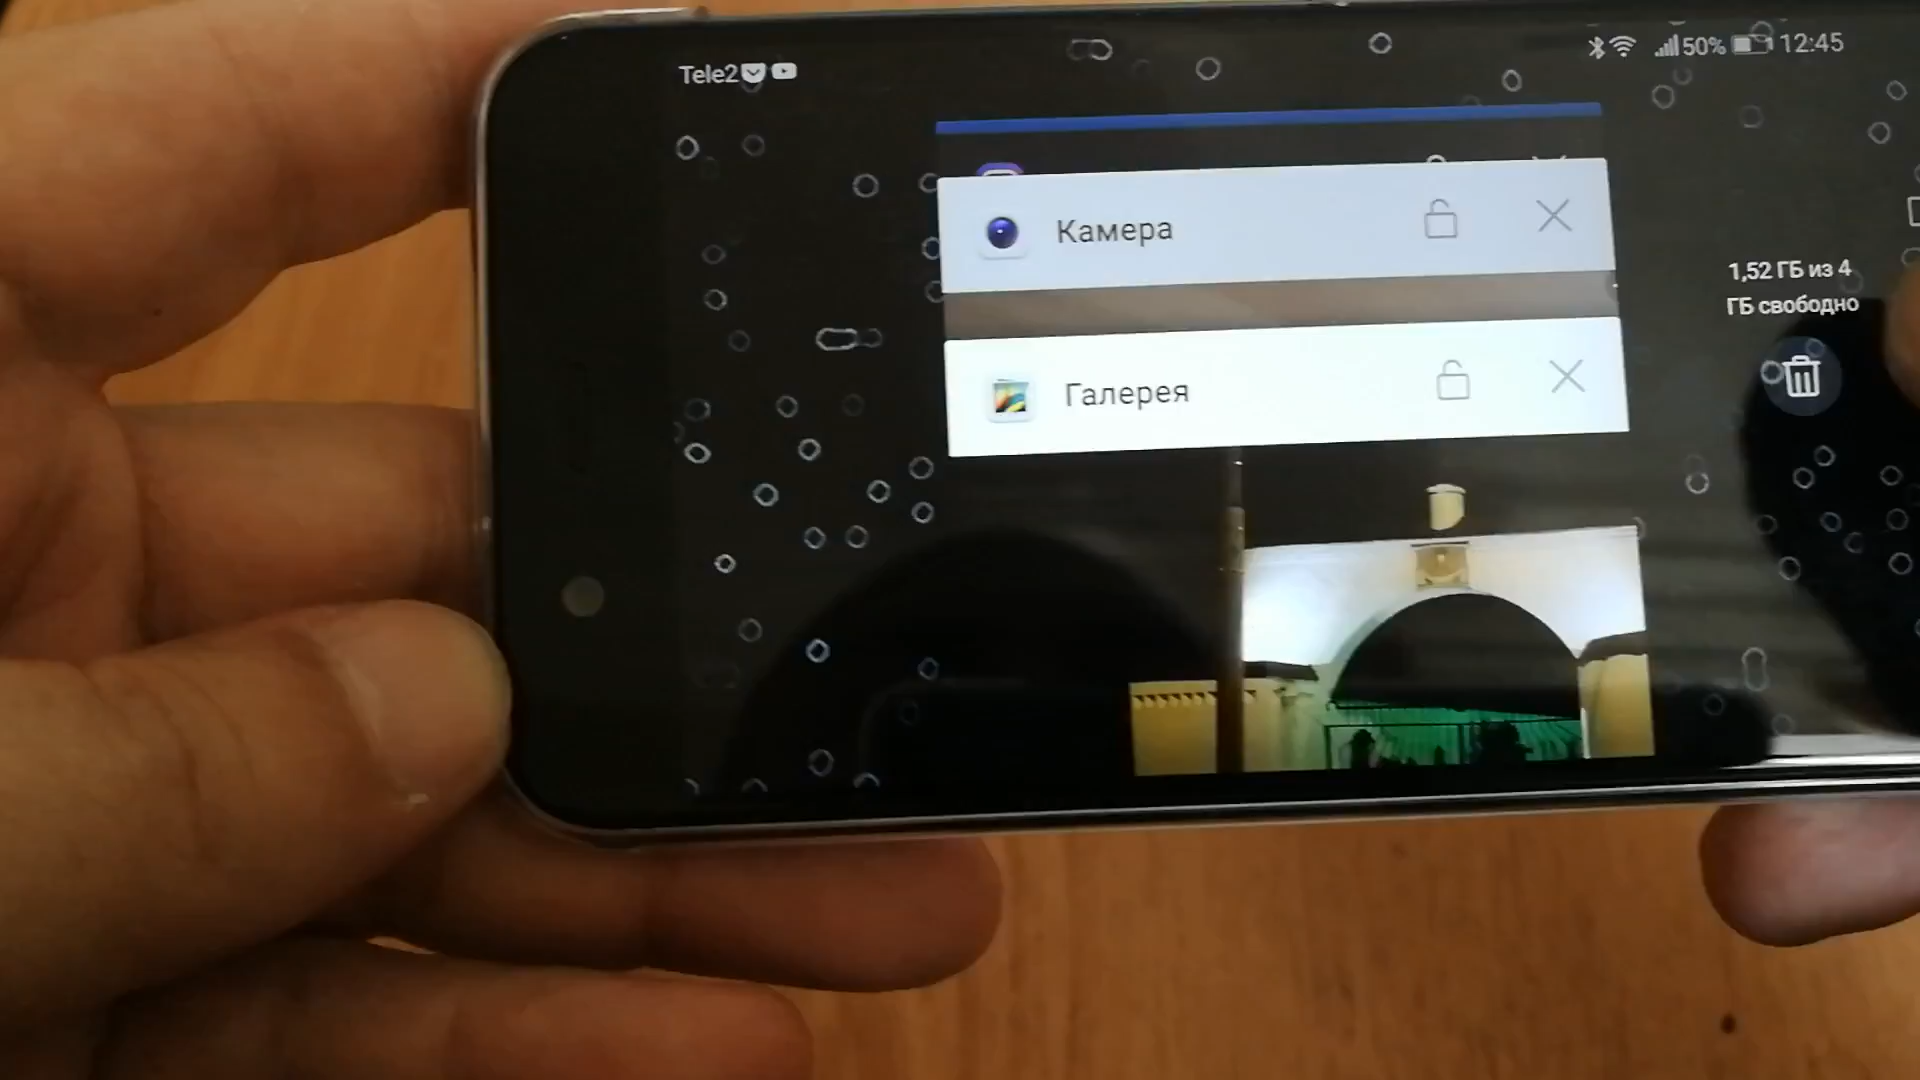 Tele2
50% 12:45
Камера
1,52 ГБ из 4
ГБ свободно
Галерея